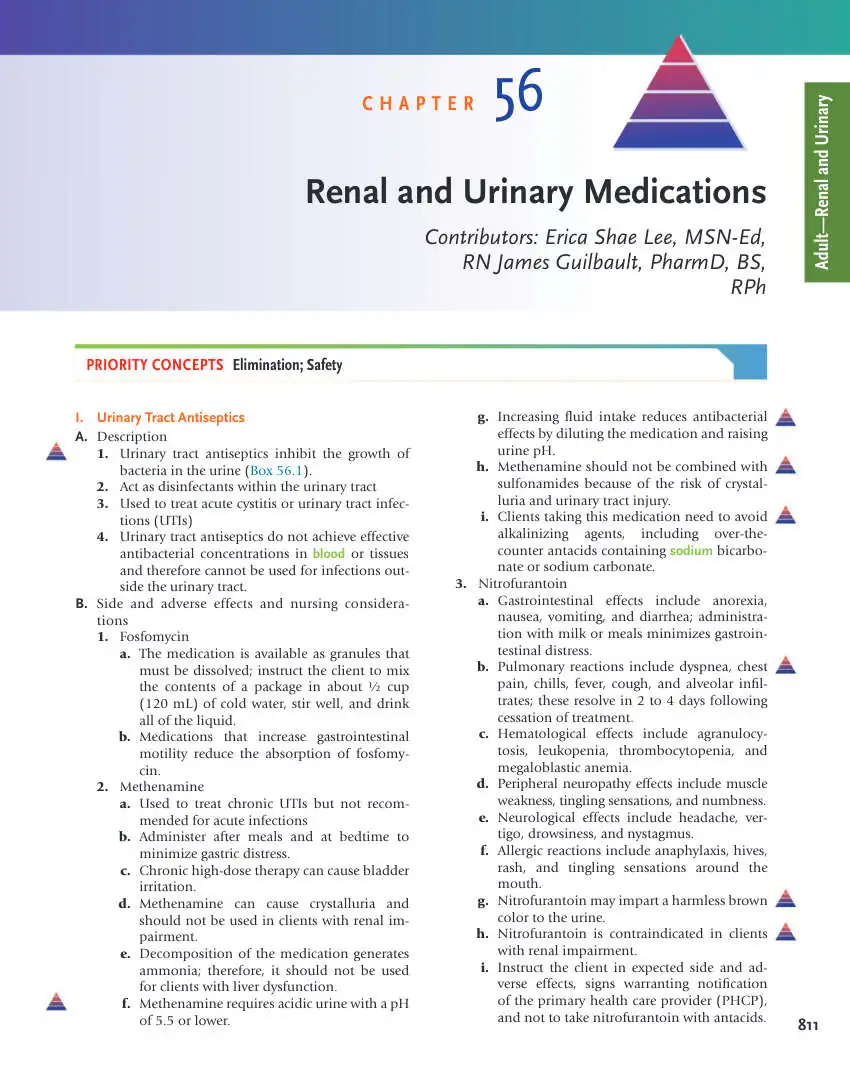 CHAPTER 56
Adult—Renal and Urinary
Renal and Urinary Medications
Contributors: Erica Shae Lee, MSN-Ed,
RN James Guilbault, PharmD, BS,
RPh
PRIORITY CONCEPTS Elimination; Safety
I. Urinary Tract Antiseptics
A. Description
1. Urinary tract antiseptics inhibit the growth of
bacteria in the urine (Box 56.1).
2. Act as disinfectants within the urinary tract
3. Used to treat acute cystitis or urinary tract infec-
tions (UTIs)
4. Urinary tract antiseptics do not achieve effective
antibacterial concentrations in blood or tissues
and therefore cannot be used for infections out-
side the urinary tract.
B. Side and adverse effects and nursing considera-
tions
1. Fosfomycin
a. The medication is available as granules that
must be dissolved; instruct the client to mix
the contents of a package in about ½ cup
(120 mL) of cold water, stir well, and drink
all of the liquid.
b. Medications that increase gastrointestinal
motility reduce the absorption of fosfomy-
cin.
2. Methenamine
a. Used to treat chronic UTIs but not recom-
mended for acute infections
b. Administer after meals and at bedtime to
minimize gastric distress.
c. Chronic high-dose therapy can cause bladder
irritation.
d. Methenamine can cause crystalluria and
should not be used in clients with renal im-
pairment.
e. Decomposition of the medication generates
ammonia; therefore, it should not be used
for clients with liver dysfunction.
f. Methenamine requires acidic urine with a pH
of 5.5 or lower.
g. Increasing fluid intake reduces antibacterial
effects by diluting the medication and raising
urine pH.
h. Methenamine should not be combined with
sulfonamides because of the risk of crystal-
luria and urinary tract injury.
i. Clients taking this medication need to avoid
alkalinizing agents, including over-the-
counter antacids containing sodium bicarbo-
nate or sodium carbonate.
3. Nitrofurantoin
a. Gastrointestinal effects include anorexia,
nausea, vomiting, and diarrhea; administra-
tion with milk or meals minimizes gastroin-
testinal distress.
b. Pulmonary reactions include dyspnea, chest
pain, chills, fever, cough, and alveolar infil-
trates; these resolve in 2 to 4 days following
cessation of treatment.
c. Hematological effects include agranulocy-
tosis, leukopenia, thrombocytopenia, and
megaloblastic anemia.
d. Peripheral neuropathy effects include muscle
weakness, tingling sensations, and numbness.
e. Neurological effects include headache, ver-
tigo, drowsiness, and nystagmus.
f. Allergic reactions include anaphylaxis, hives,
rash, and tingling sensations around the
mouth.
g. Nitrofurantoin may impart a harmless brown
color to the urine.
h. Nitrofurantoin is contraindicated in clients
with renal impairment.
i. Instruct the client in expected side and ad-
verse effects, signs warranting notification
of the primary health care provider (PHCP),
and not to take nitrofurantoin with antacids.
811